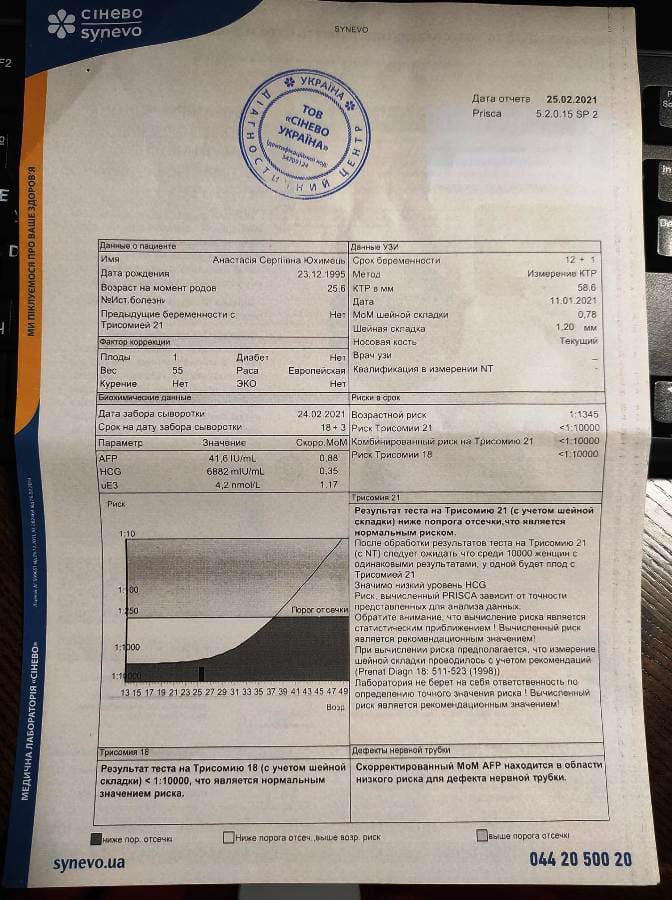 СІНЕВО
synevo
SYNEVO
УКРАЇНА
ДІАГНОСТИЧНИЙ ЦЕНТР
ТОВ
«СІНЕВО
УКРАЇНА»
Ідентифікаційний код
Дата отчета 25.02.2021
Prisca 5.2.0.15 SP 2
МИ ПІКЛУЄМОСЯ ПРО ВАШЕ ЗДОРОВ'Я
МЕДИЧНА ЛАБОРАТОРІЯ «СІНЕВО»
Данные о пациенте
Имя Анастасія Сергіївна Юхимець
Дата рождения 23.12.1995
Возраст на момент родов 25.6
№Ист.болезни
Предыдущие беременности с Нет
Трисомией 21
Фактор коррекции
Плоды 1 Диабет Нет
Вес 55 Раса Европейская
Курение Нет ЭКО Нет
Данные УЗИ
Срок беременности 12 + 1
Метод Измерение КТР
КТР в мм 58,6
Дата 11.01.2021
МоМ шейной складки 0,78
Шейная складка 1,20 мм
Носовая кость Текущий
Врач узи _
Квалификация в измерении NT -
Биохимические данные
Дата забора сыворотки 24.02.2021
Срок на дату забора сыворотки 18 + 3
Параметр Значение Скорр.МоМ
AFP 41,6 IU/mL 0,88
HCG 6882 mIU/mL 0,35
uE3 4,2 nmol/L 1,17
Риски в срок
Возрастной риск 1:1345
Риск Трисомии 21 <1:10000
Комбинированный риск на Трисомию 21 <1:10000
Риск Трисомии 18 <1:10000
Риск
1:10
1:100
1:250
Порог отсечки
1:1000
1:10000
13 15 17 19 21 23 25 27 29 31 33 35 37 39 41 43 45 47 49
Возр.
Трисомия 21
Результат теста на Трисомию 21 (с учетом шейной
складки) ниже попрога отсечки,что является
нормальным риском.
После обработки результатов теста на Трисомию 21
(с NT) следует ожидать что среди 10000 женщин с
одинаковыми результатами, у одной будет плод с
Трисомией 21
Значимо низкий уровень HCG
Риск, вычисленный PRISCA зависит от точности
представленных для анализа данных.
Обратите внимание, что вычисление риска является
статистическим приближением ! Вычисленный риск
является рекомендационным значением!
При вычислении риска предполагается, что измерение
шейной складки проводилось с учетом рекомендаций
(Prenat Diagn 18: 511-523 (1998))
Лаборатория не берет на себя ответственность по
определению точного значения риска ! Вычисленный
риск является рекомендационным значением!
Трисомия 18
Результат теста на Трисомию 18 (с учетом шейной
складки) < 1:10000, что является нормальным
значением риска.
Дефекты нервной трубки
Скорректированный МоМ AFP находится в области
низкого риска для дефекта нервной трубки.
ниже пор. отсечки
Ниже порога отсеч.,выше возр. риск
выше порога отсечки
synevo.ua
044 20 500 20